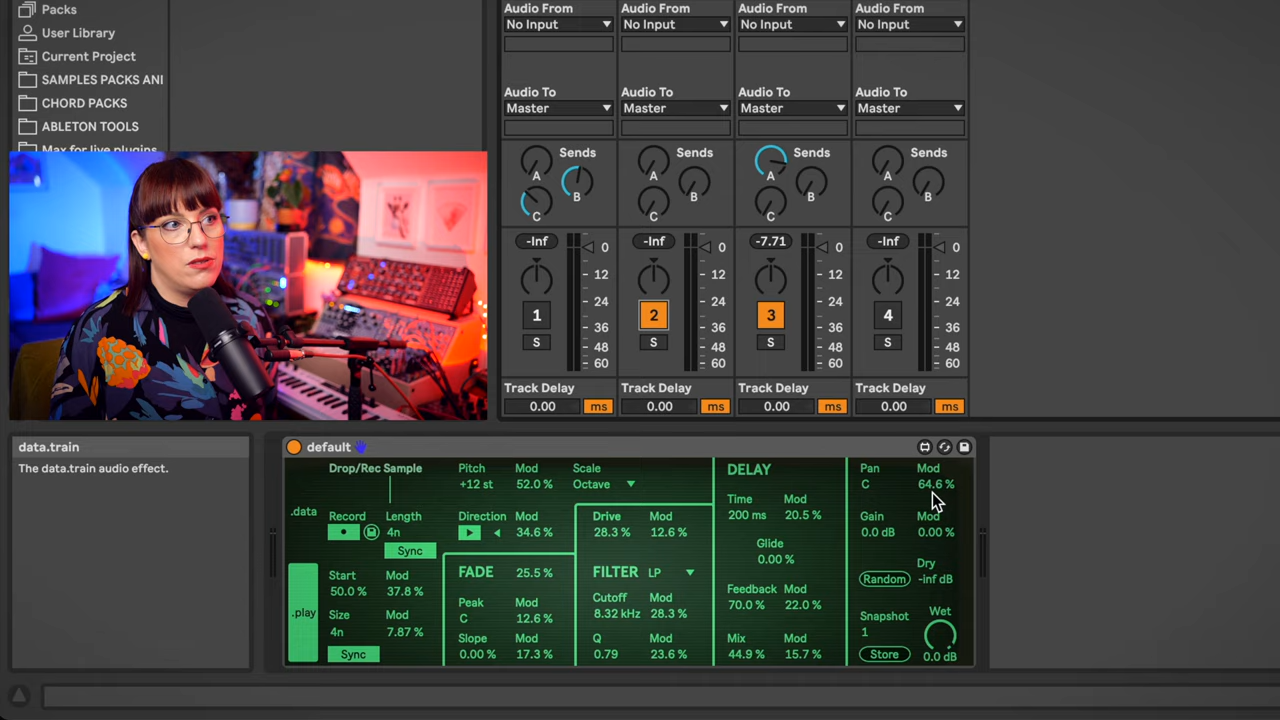 Packs
User Library
Current Project
SAMPLES PACKS ANI
CHORD PACKS
ABLETON TOOLS
Max for live plugins
Audio From Audio From Audio From Audio From
No Input No Input No Input No Input
Audio To Audio To Audio To Audio To
Master Master Master Master
Sends Sends Sends Sends
A A A A
B B B B
C C C C
-Inf 0 -Inf 0 -7.71 0 -Inf 0
12 12 12 12
24 24 24 24
1 2 3 4
36 36 36 36
S 48 S 48 S 48 S 48
60 60 60 60
Track Delay Track Delay Track Delay Track Delay
0.00 ms 0.00 ms 0.00 ms 0.00 ms
data.train
The data.train audio effect.
default
Drop/Rec Sample Pitch Mod Scale DELAY Pan Mod
+12 st 52.0 % Octave C 64.6 %
.data Record Length Direction Mod Drive Mod Time Mod Gain Mod
4n 34.6 % 28.3 % 12.6 % 200 ms 20.5 % 0.0 dB 0.00 %
Sync Glide
0.00 % Dry
Start Mod FADE 25.5 % FILTER LP Random -inf dB
50.0 % 37.8 % Peak Mod Cutoff Mod Feedback Mod
.play Size Mod C 12.6 % 8.32 kHz 28.3 % 70.0 % 22.0 % Snapshot Wet
4n 7.87 % Slope Mod Q Mod Mix Mod 1
Sync 0.00 % 17.3 % 0.79 23.6 % 44.9 % 15.7 % Store 0.0 dB